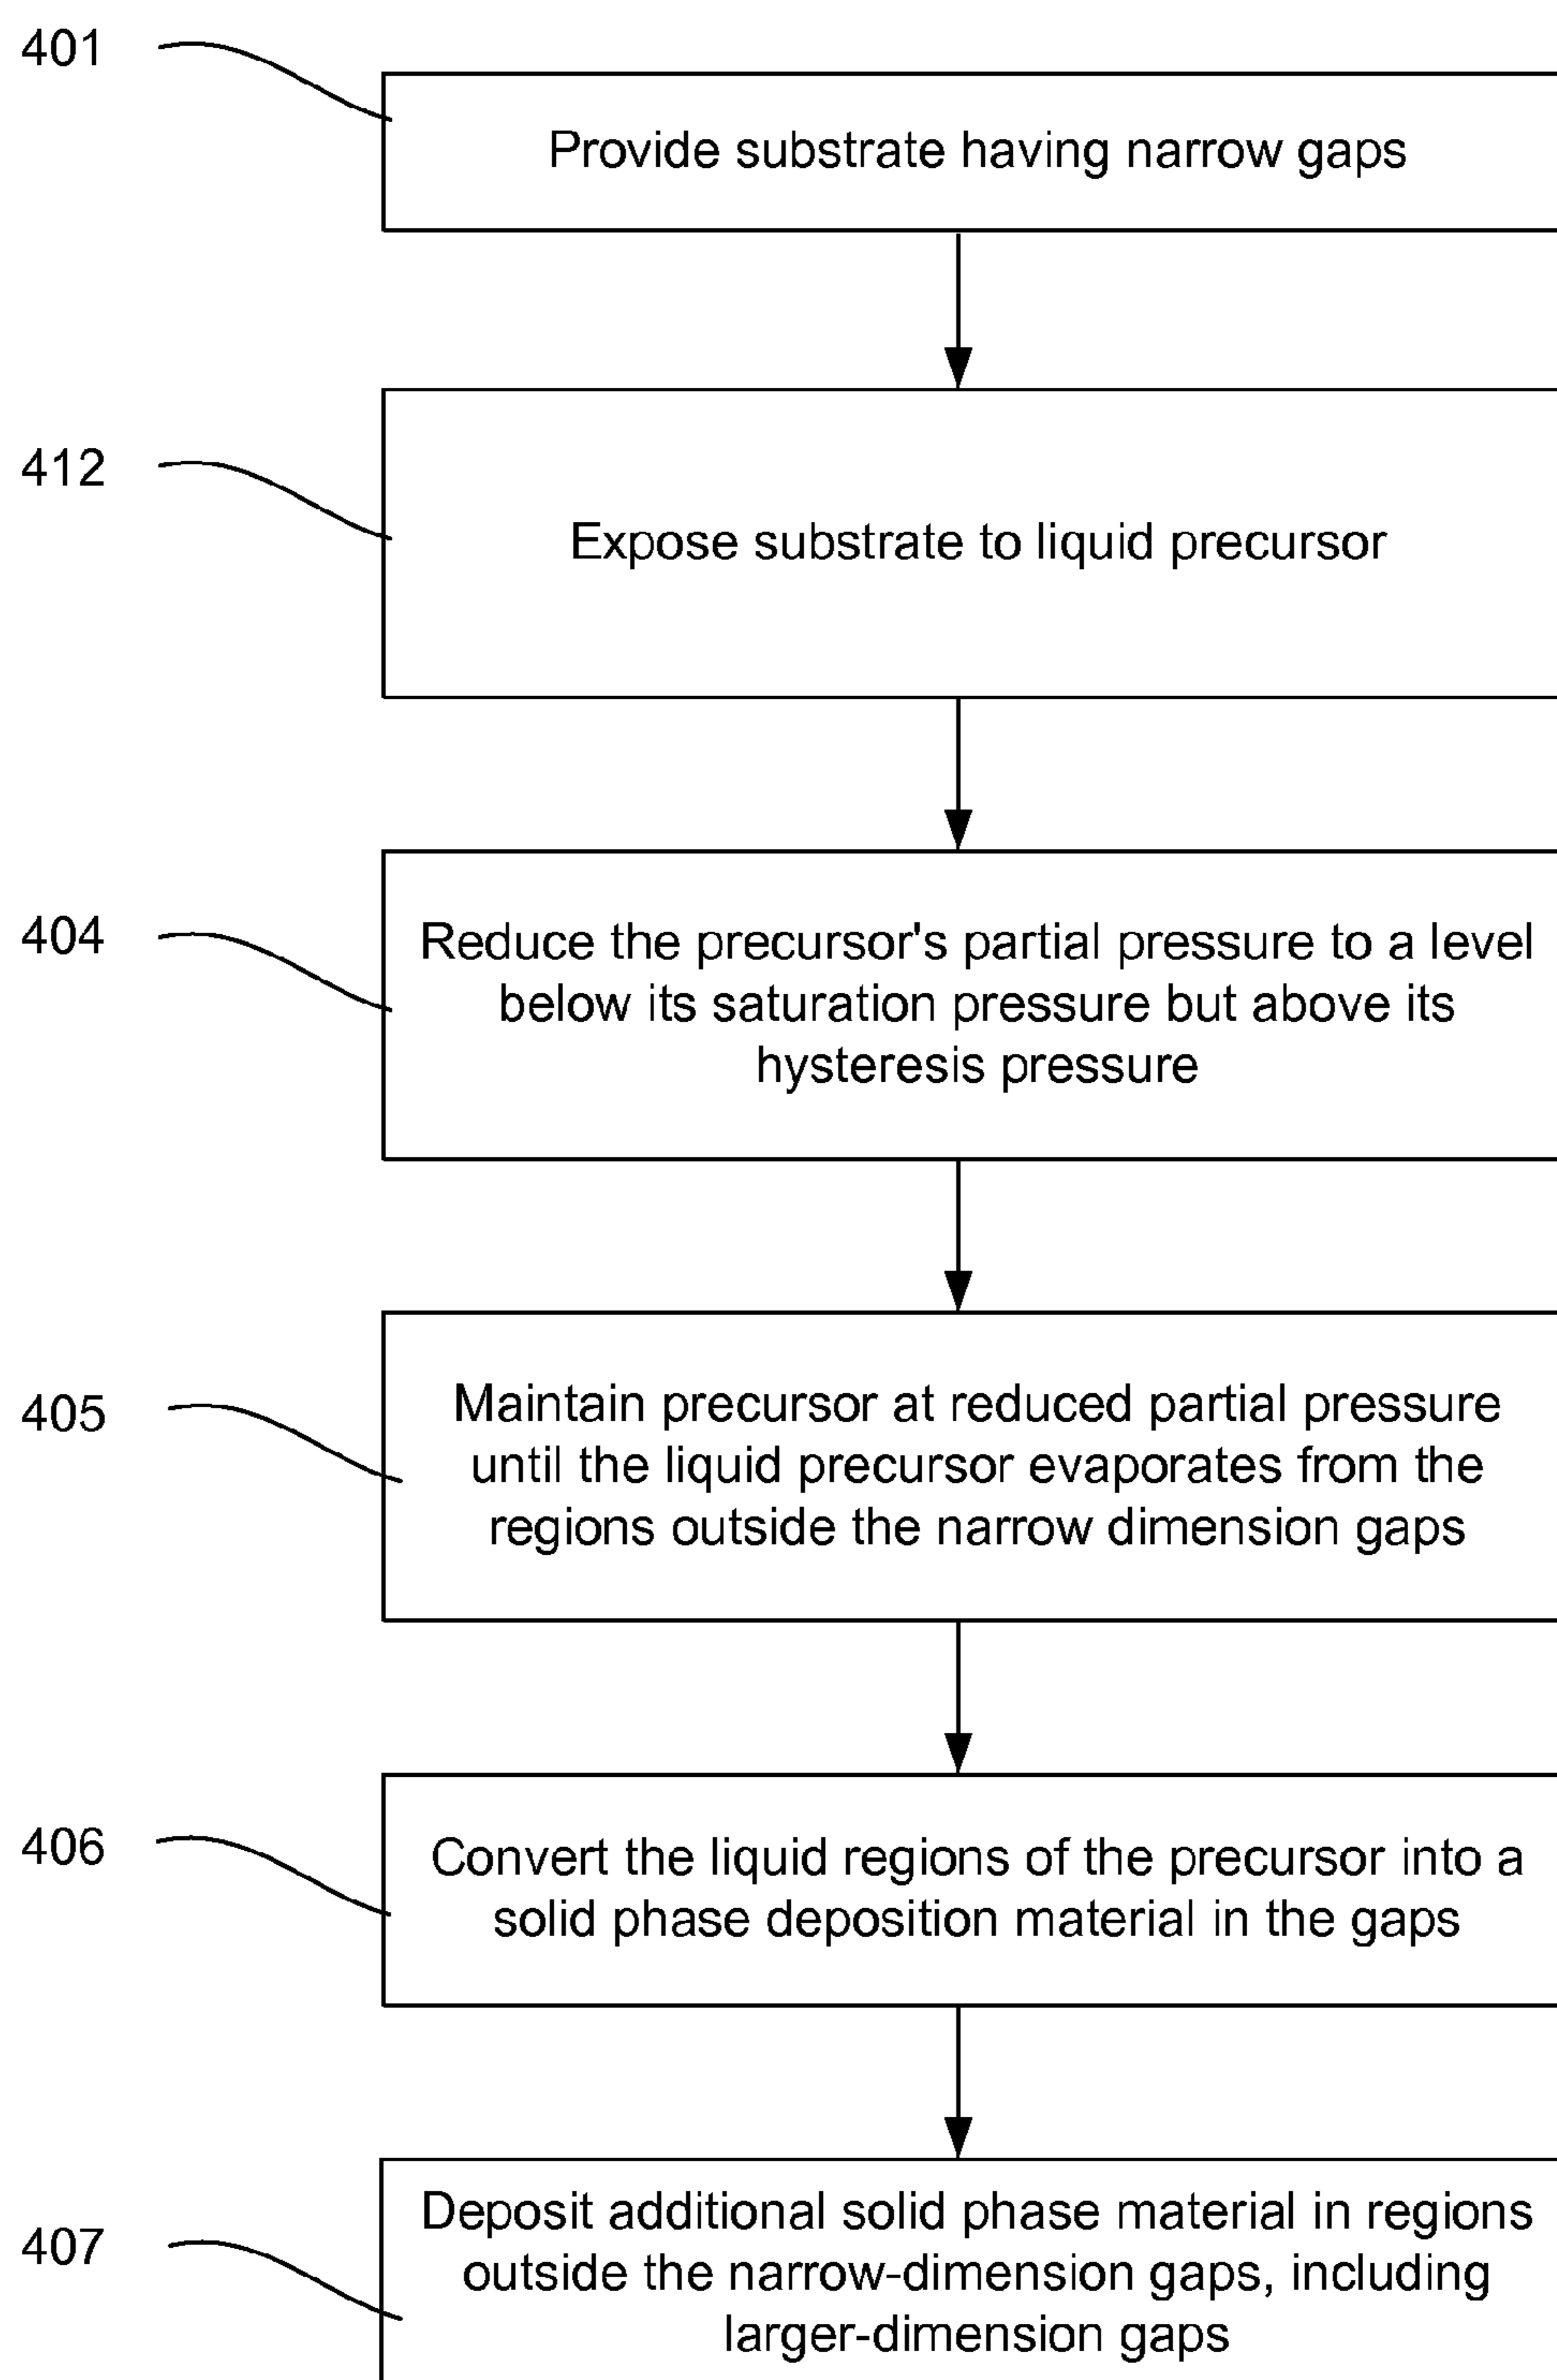 401
Provide substrate having narrow gaps
412
Expose substrate to liquid precursor
404
Reduce the precursor's partial pressure to a level
below its saturation pressure but above its
hysteresis pressure
405
Maintain precursor at reduced partial pressure
until the liquid precursor evaporates from the
regions outside the narrow dimension gaps
406
Convert the liquid regions of the precursor into a
solid phase deposition material in the gaps
407
Deposit additional solid phase material in regions
outside the narrow-dimension gaps, including
larger-dimension gaps